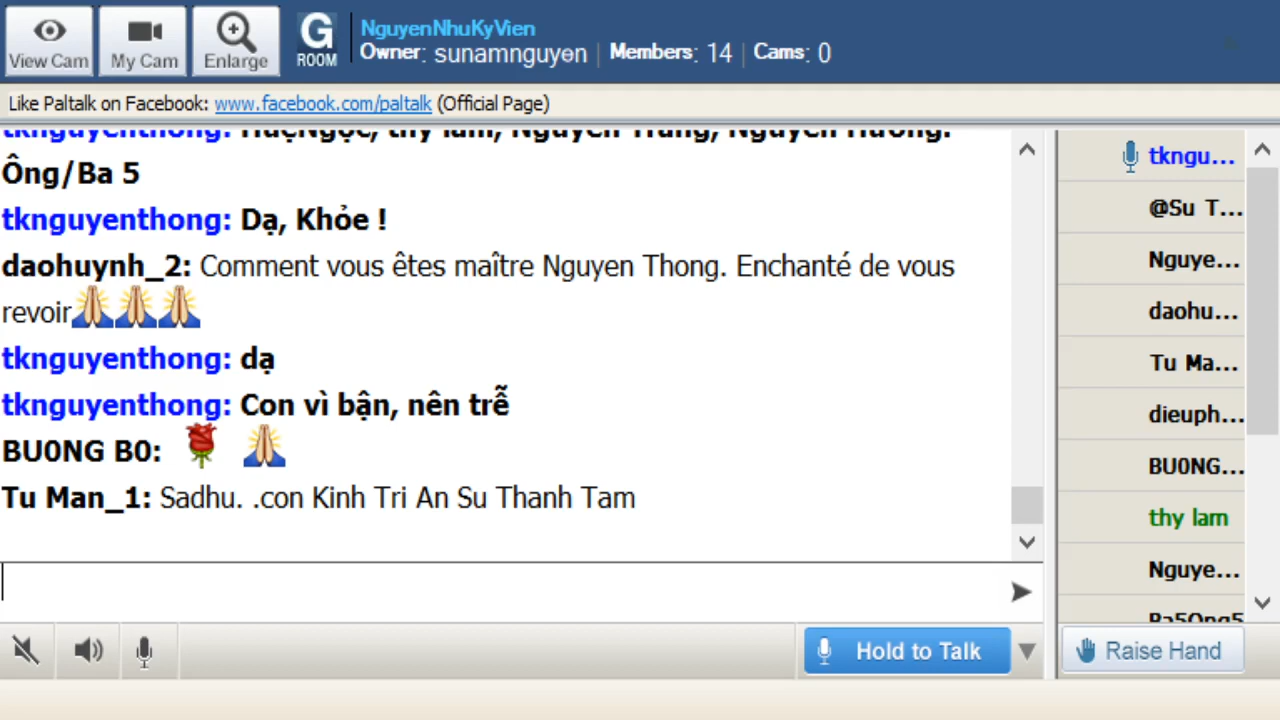 View Cam
My Cam
Enlarge
G
ROOM
NguyenNhuKyVien
Owner: sunamnguyen | Members: 14 | Cams: 0
Like Paltalk on Facebook: www.facebook.com/paltalk (Official Page)
tknguyenthong: HuệNgọc, thy lam, Nguyen Trang, Nguyen Huong.
Ông/Ba 5
tknguyenthong: Dạ, Khỏe !
daohuynh_2: Comment vous êtes maître Nguyen Thong. Enchanté de vous
revoir
tknguyenthong: dạ
tknguyenthong: Con vì bận, nên trễ
BU0NG B0:
Tu Man_1: Sadhu. .con Kinh Tri An Su Thanh Tam
tkngu...
@Su T...
Nguye...
daohu...
Tu Ma...
dieuph...
BU0NG...
thy lam
Nguye...
Ba5Ong5
Hold to Talk
Raise Hand